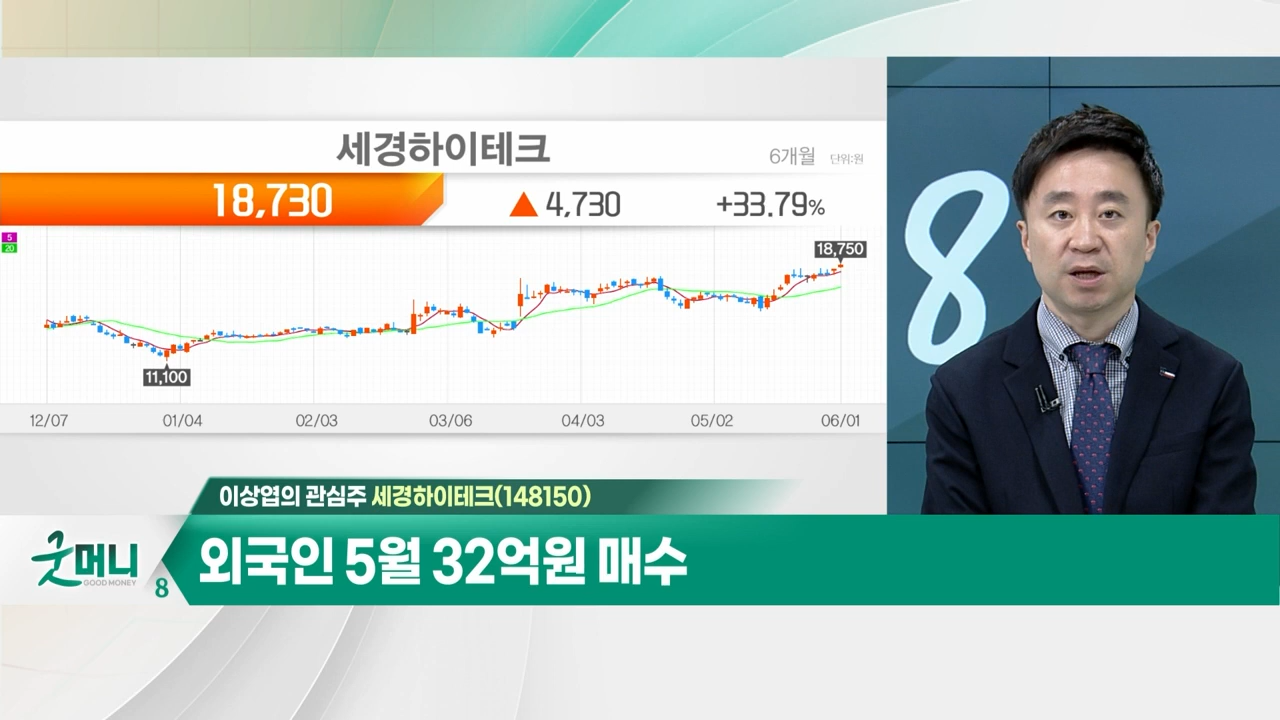 세경하이테크
6개월 단위:원
18,730 ▲ 4,730 +33.79%
5
20
18,750
11,100
12/07 01/04 02/03 03/06 04/03 05/02 06/01
8
이상엽의 관심주 세경하이테크(148150)
외국인 5월 32억원 매수
굿머니
GOOD MONEY
8